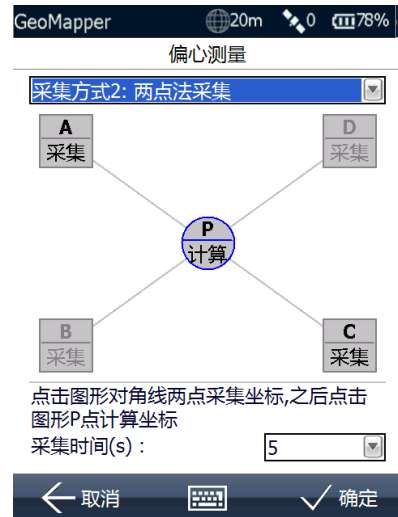 GeoMapper 20m 0 78%
偏心测量
采集方式2: 两点法采集
A D
采集 采集
P
计算
B C
采集 采集
点击图形对角线两点采集坐标,之后点击
图形P点计算坐标
采集时间(s) : 5
取消 确定